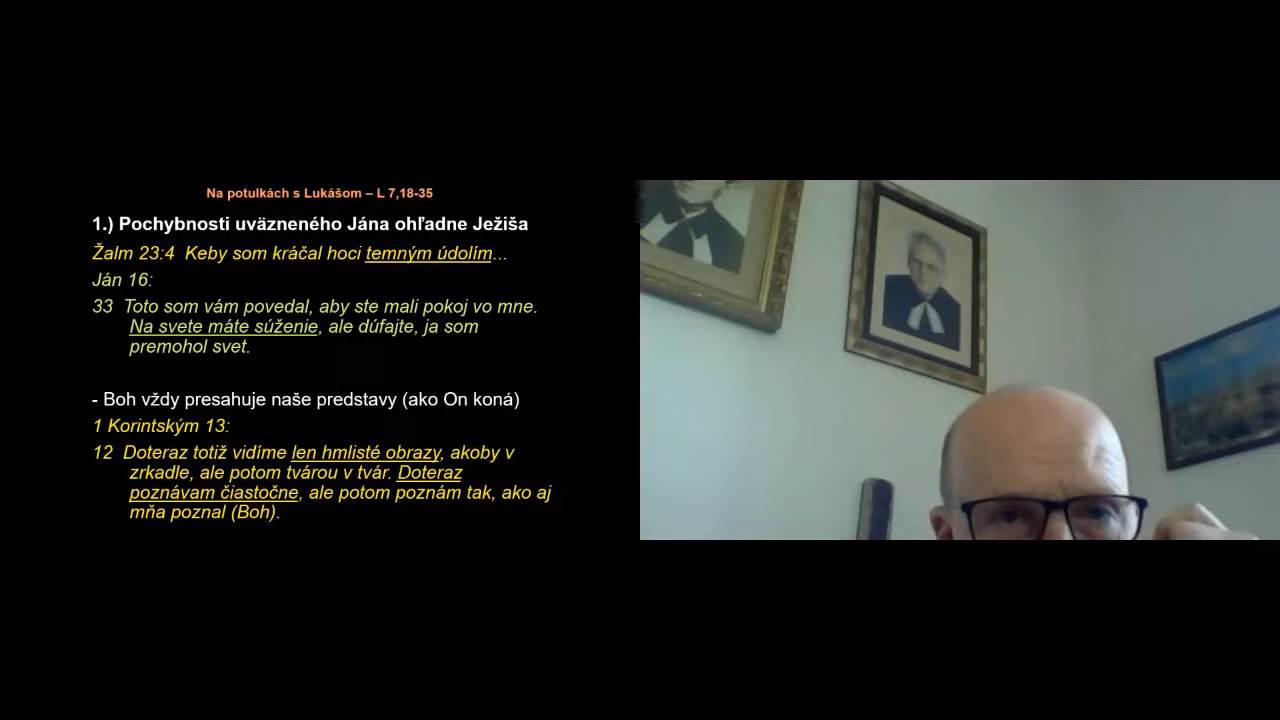 Na potulkách s Lukášom – L 7,18-35
1.) Pochybnosti uväzneného Jána ohľadne Ježiša
Žalm 23:4  Keby som kráčal hoci temným údolím...
Ján 16:
33  Toto som vám povedal, aby ste mali pokoj vo mne.
Na svete máte súženie, ale dúfajte, ja som
premohol svet.
- Boh vždy presahuje naše predstavy (ako On koná)
1 Korintským 13:
12  Doteraz totiž vidíme len hmlisté obrazy, akoby v
zrkadle, ale potom tvárou v tvár. Doteraz
poznávam čiastočne, ale potom poznám tak, ako aj
mňa poznal (Boh).